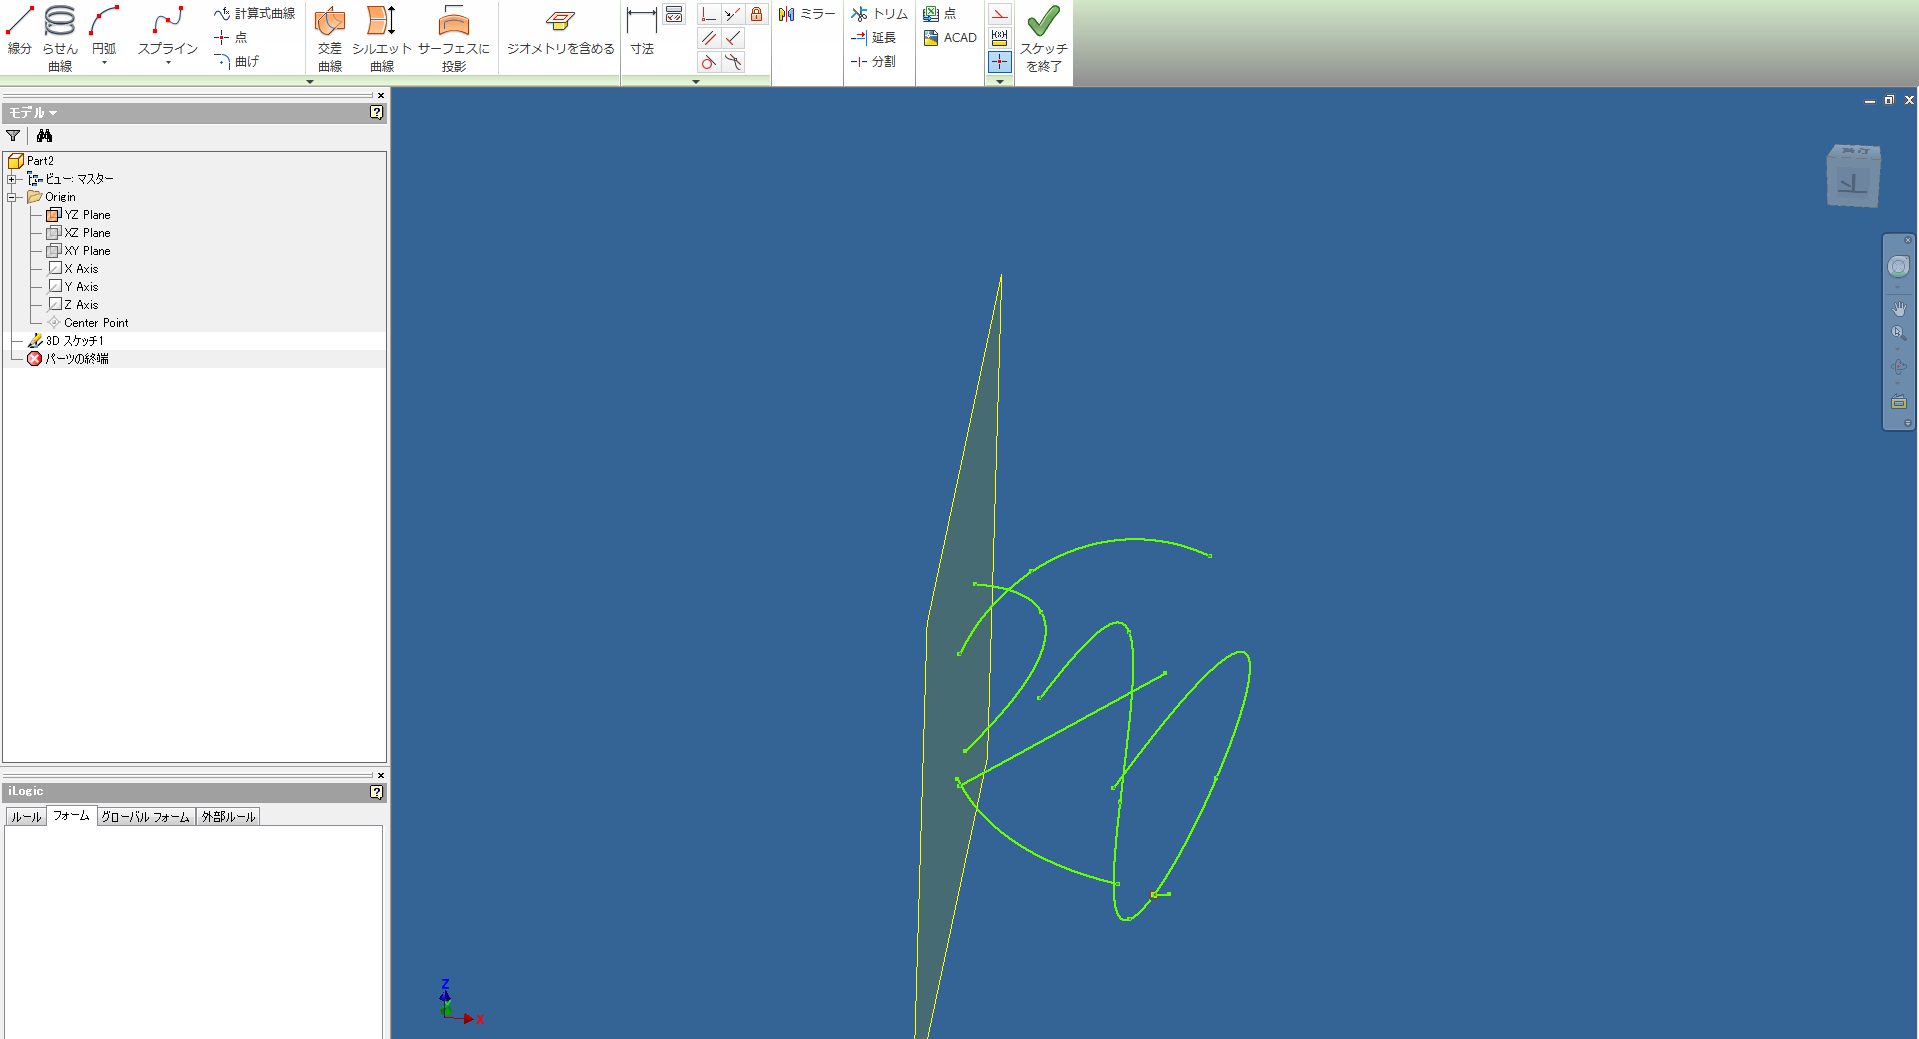 線分
らせん
曲線
円弧
スプライン
計算式曲線
点
曲げ
交差
曲線
シルエット
曲線
サーフェスに
投影
ジオメトリを含める
寸法
ミラー
トリム
延長
分割
点
ACAD
スケッチ
を終了
モデル
Part2
ビュー: マスター
Origin
YZ Plane
XZ Plane
XY Plane
X Axis
Y Axis
Z Axis
Center Point
3D スケッチ1
パーツの終端
iLogic
ルール
フォーム
グローバル フォーム
外部ルール
Z
X